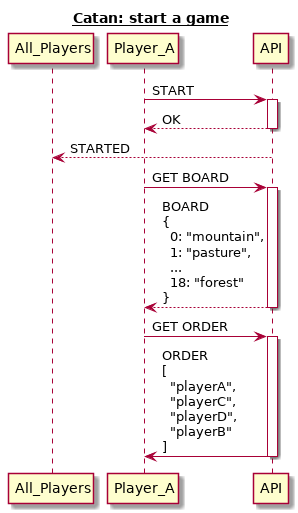 Catan: start a game
All_Players Player_A API
START
OK
STARTED
GET BOARD
BOARD
{
0: "mountain",
1: "pasture",
...
18: "forest"
}
GET ORDER
ORDER
[
"playerA",
"playerC",
"playerD",
"playerB"
]
All_Players Player_A API